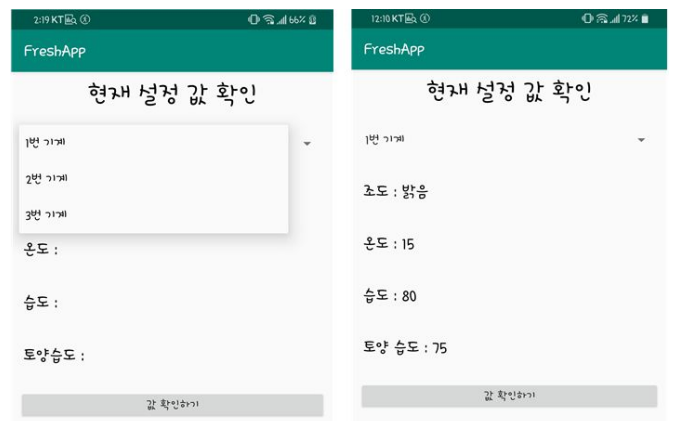 2:19 KT
66%
FreshApp
현재 설정 값 확인
1번 기계
2번 기계
3번 기계
온도 :
습도 :
토양습도 :
값 확인하기
12:10 KT
72%
FreshApp
현재 설정 값 확인
1번 기계
조도 : 밝음
온도 : 15
습도 : 80
토양 습도 : 75
값 확인하기